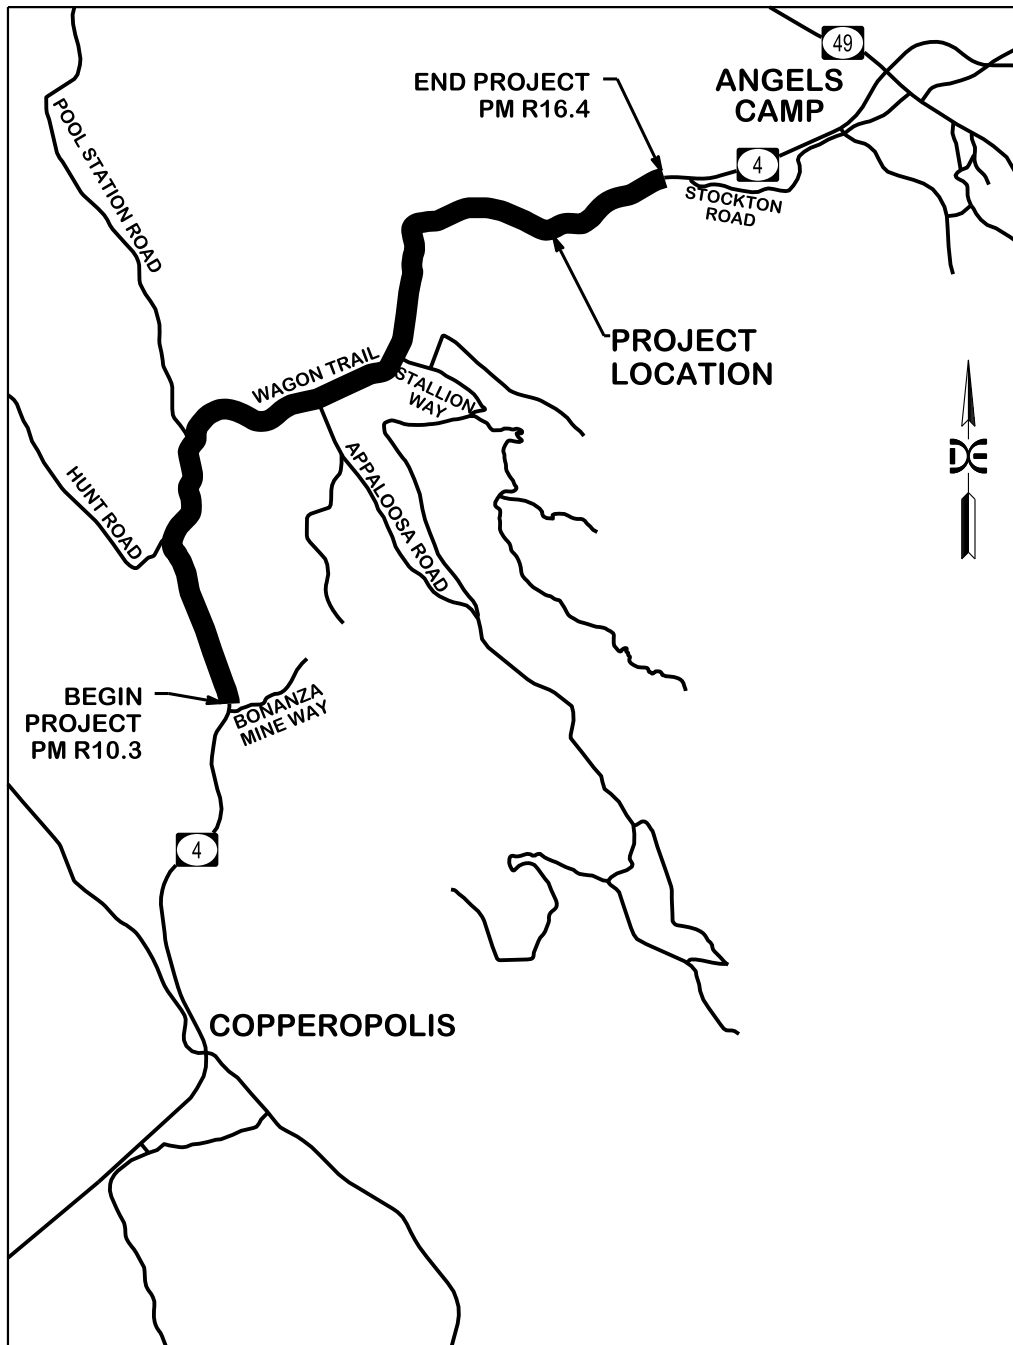 49
END PROJECT
PM R16.4
ANGELS
CAMP
4
STOCKTON
ROAD
POOL STATION ROAD
PROJECT
LOCATION
WAGON TRAIL
STALLION
WAY
APPALOOSA ROAD
HUNT ROAD
BEGIN
PROJECT
PM R10.3
BONANZA
MINE WAY
4
COPPEROPOLIS